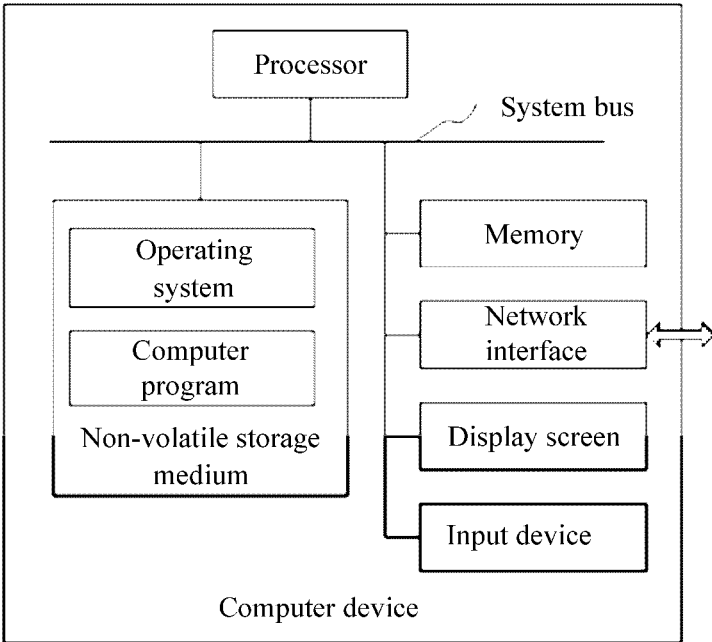 Processor
System bus
Operating
system
Computer
program
Non-volatile storage
medium
Memory
Network
interface
Display screen
Input device
Computer device